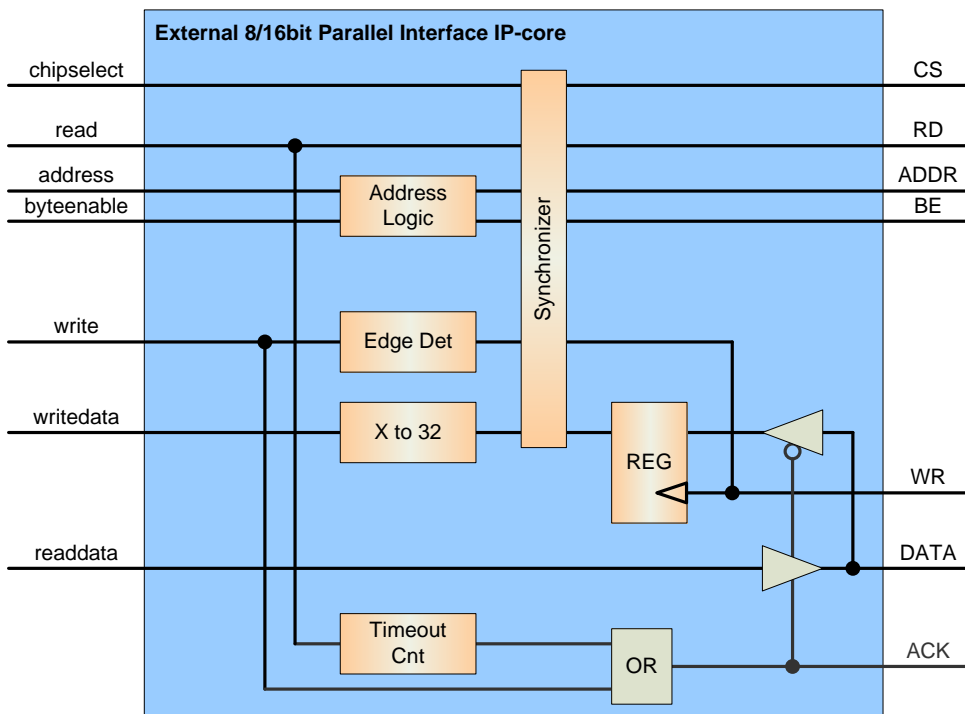 External 8/16bit Parallel Interface IP-core
chipselect
CS
read
RD
address
ADDR
byteenable
BE
Address
Logic
Synchronizer
write
Edge Det
writedata
X to 32
REG
WR
readdata
DATA
Timeout
Cnt
OR
ACK